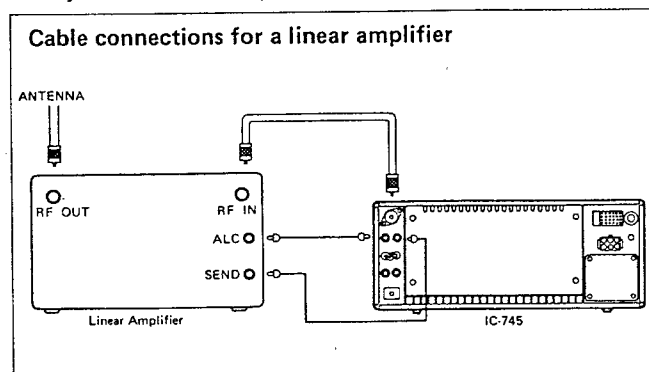 Cable connections for a linear amplifier
ANTENNA
RF OUT
RF IN
ALC
SEND
Linear Amplifier
IC-745